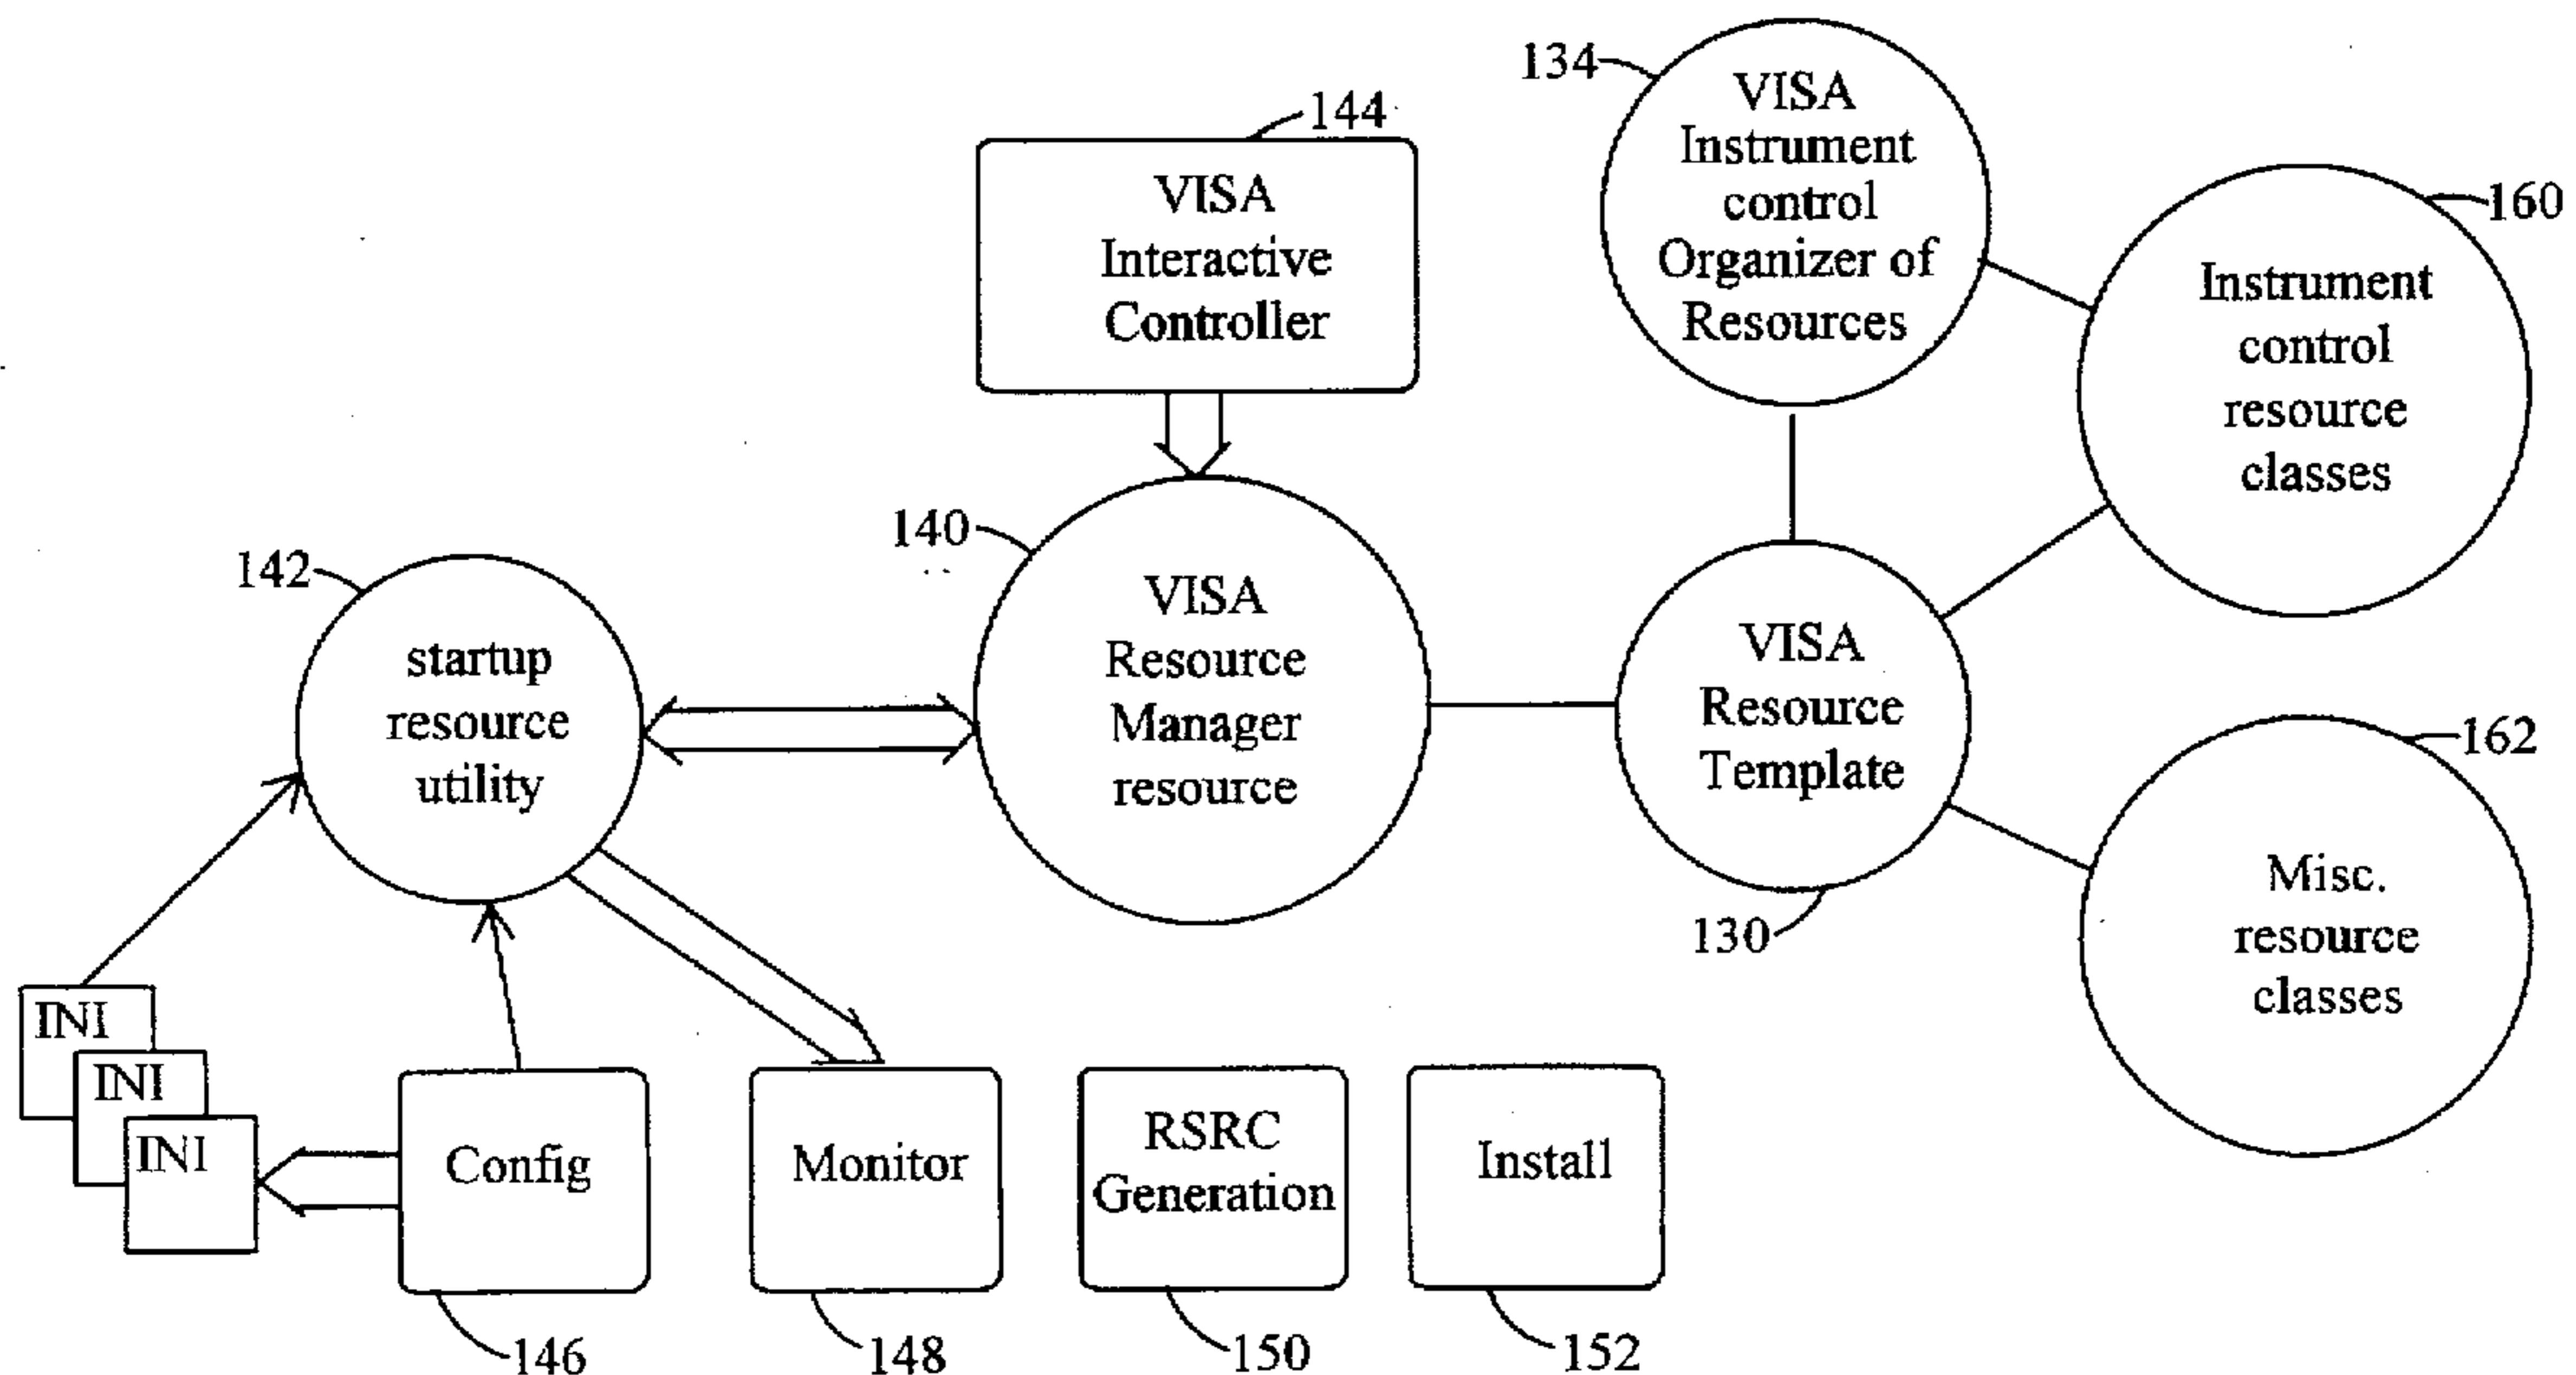 134
VISA
Instrument
control
Organizer of
Resources
144
VISA
Interactive
Controller
160
Instrument
control
resource
classes
140
VISA
Resource
Manager
resource
142
startup
resource
utility
VISA
Resource
Template
130
162
Misc.
resource
classes
INI
INI
INI
Config
Monitor
RSRC
Generation
Install
146
148
150
152